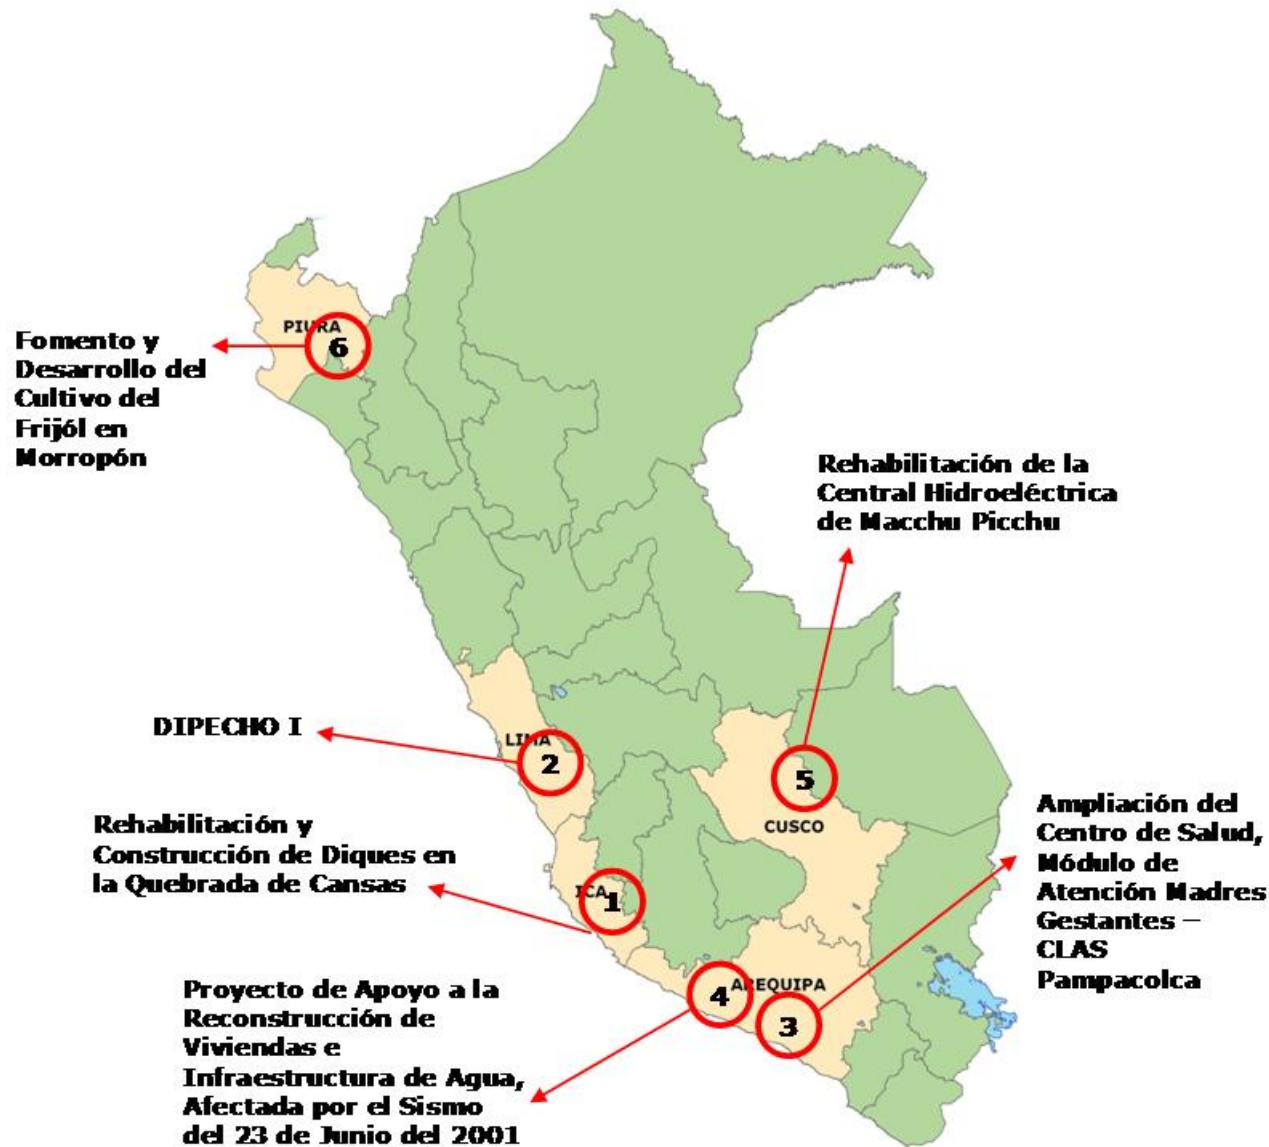 PIURA
6
Fomento y
Desarrollo del
Cultivo del
Frijól en
Morropón
Rehabilitación de la
Central Hidroeléctrica
de Macchu Picchu
DIPECHO I
LIMA
2
5
CUSCO
Rehabilitación y
Construcción de Diques en
la Quebrada de Cansas
ICA
1
Ampliación del
Centro de Salud,
Módulo de
Atención Madres
Gestantes –
CLAS
Pampacolca
4
AREQUIPA
3
Proyecto de Apoyo a la
Reconstrucción de
Viviendas e
Infraestructura de Agua,
Afectada por el Sismo
del 23 de Junio del 2001